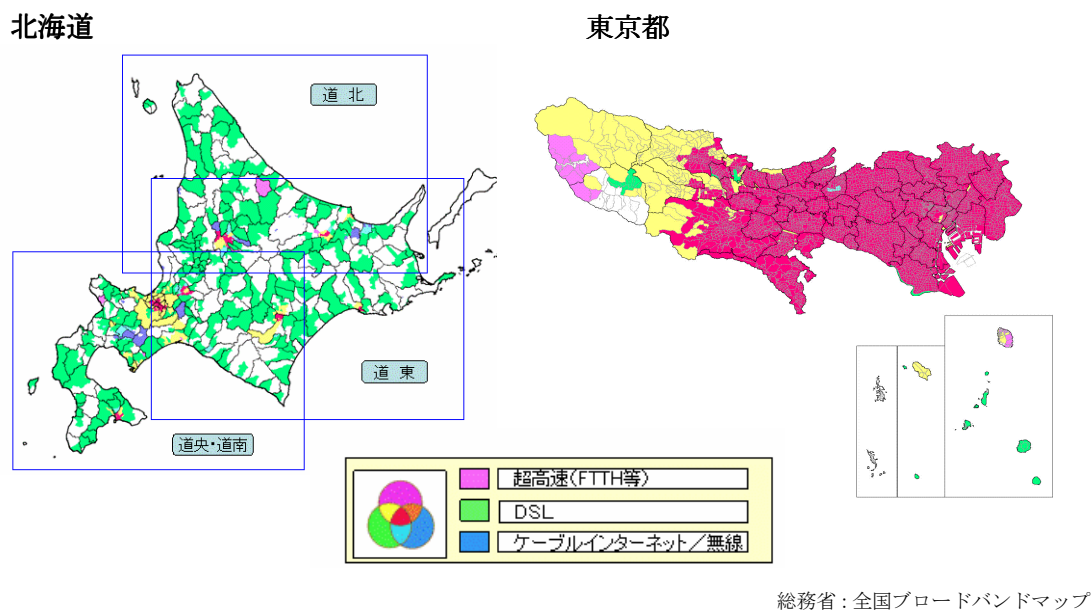 北海道
東京都
道 北
道 東
道央・道南
超高速(FTTH等)
DSL
ケーブルインターネット/無線
総務省 : 全国ブロードバンドマップ